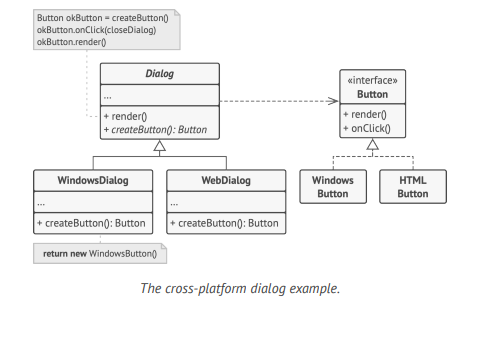 Button okButton = createButton()
okButton.onClick(closeDialog)
okButton.render()
Dialog
...
+ render()
+ createButton(): Button
«interface»
Button
+ render()
+ onClick()
WindowsDialog
...
+ createButton(): Button
WebDialog
...
+ createButton(): Button
Windows
Button
HTML
Button
return new WindowsButton()
The cross-platform dialog example.